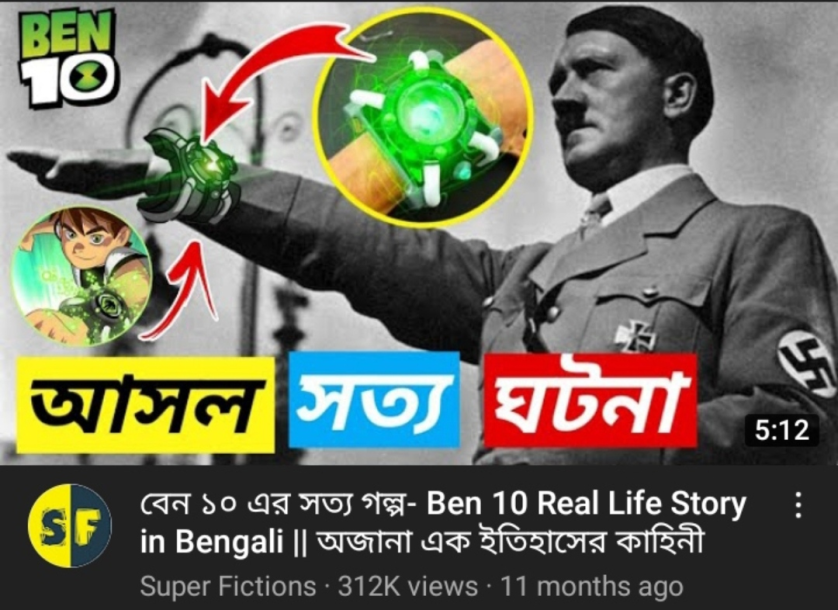 BEN
10
আসল সত্য ঘটনা
5:12
SF
বেন ১০ এর সত্য গল্প- Ben 10 Real Life Story
in Bengali || অজানা এক ইতিহাসের কাহিনী
Super Fictions · 312K views · 11 months ago